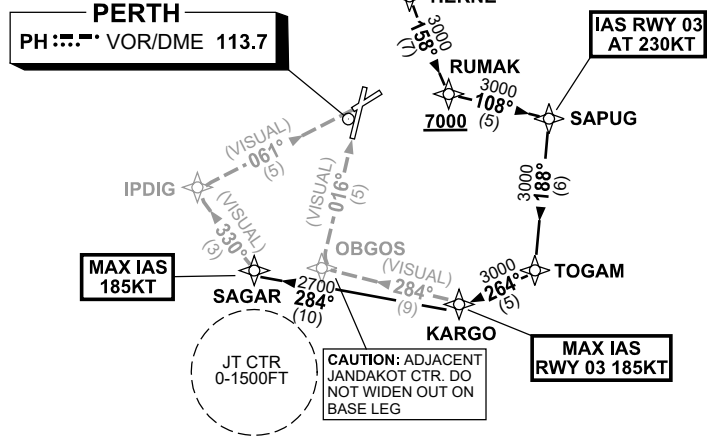 HERNE
PERTH
PH VOR/DME 113.7
IAS RWY 03
AT 230KT
3000
158°
(7)
RUMAK
7000
3000
108°
(5)
SAPUG
(VISUAL)
061°
(5)
IPDIG
(VISUAL)
016°
(5)
3000
188°
(6)
(VISUAL)
330°
(3)
OBGOS
MAX IAS
185KT
SAGAR
2700
284°
(10)
(VISUAL)
284°
(9)
3000
264°
(5)
TOGAM
KARGO
JT CTR
0-1500FT
CAUTION: ADJACENT
JANDAKOT CTR. DO
NOT WIDEN OUT ON
BASE LEG
MAX IAS
RWY 03 185KT